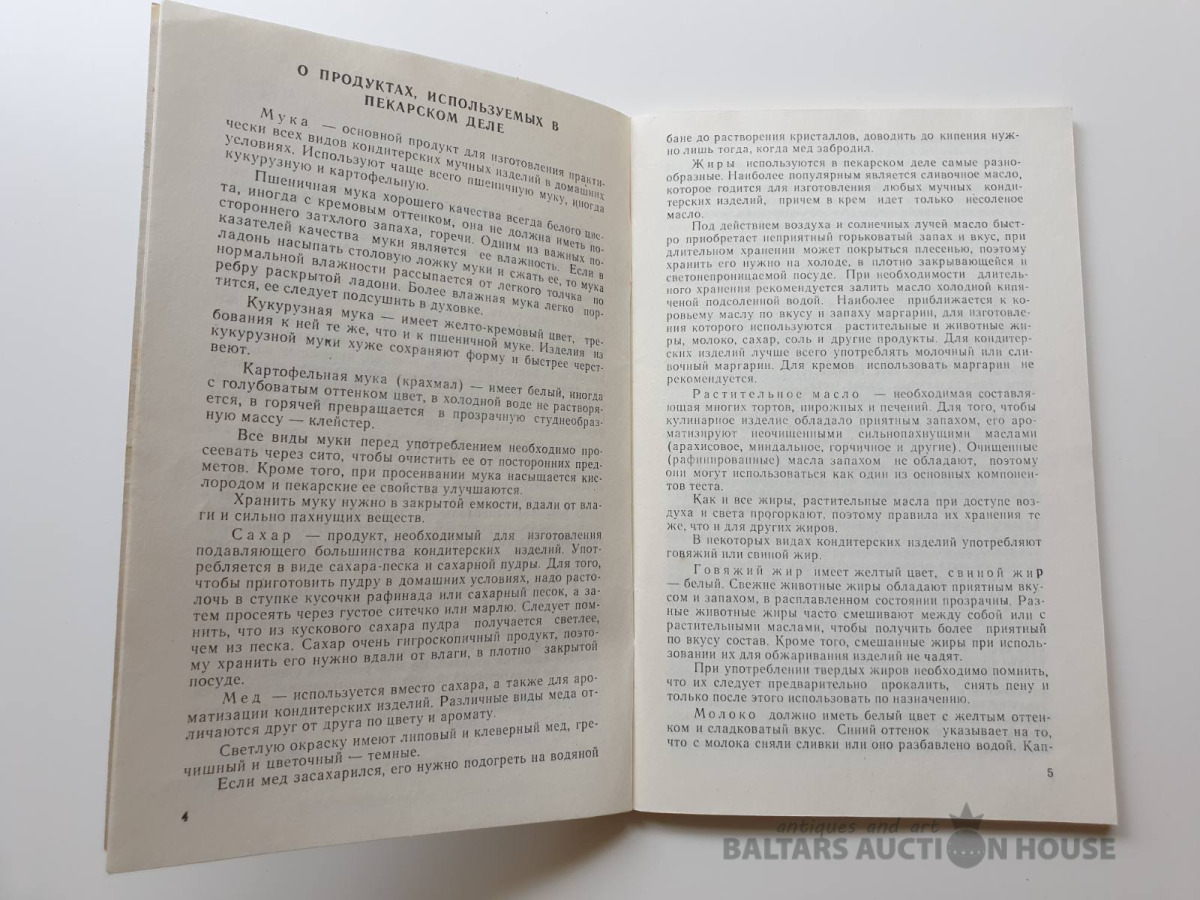 О ПРОДУКТАХ, ИСПОЛЬЗУЕМЫХ В
ПЕКАРСКОМ ДЕЛЕ
Мука — основной продукт для изготовления практи-
чески всех видов кондитерских мучных изделий в домашних
условиях. Используют чаще всего пшеничную муку, иногда
кукурузную и картофельную.
Пшеничная мука хорошего качества всегда белого цве-
та, иногда с кремовым оттенком, она не должна иметь по-
стороннего затхлого запаха, горечи. Одним из важных по-
казателей качества муки является ее влажность. Если в
ладонь насыпать столовую ложку муки и сжать ее, то мука
нормальной влажности рассыпается от легкого толчка по
ребру раскрытой ладони. Более влажная мука легко пор-
тится, ее следует подсушить в духовке.
Кукурузная мука — имеет желто-кремовый цвет, тре-
бования к ней те же, что и к пшеничной муке. Изделия из
кукурузной муки хуже сохраняют форму и быстрее черст-
веют.
Картофельная мука (крахмал) — имеет белый, иногда
с голубоватым оттенком цвет, в холодной воде не растворя-
ется, в горячей превращается в прозрачную студнеобраз-
ную массу — клейстер.
Все виды муки перед употреблением необходимо про-
сеевать через сито, чтобы очистить ее от посторонних пред-
метов. Кроме того, при просеивании мука насыщается кис-
лородом и пекарские ее свойства улучшаются.
Хранить муку нужно в закрытой емкости, вдали от вла-
ги и сильно пахнущих веществ.
Сахар — продукт, необходимый для изготовления
подавляющего большинства кондитерских изделий. Упот-
ребляется в виде сахара-песка и сахарной пудры. Для того,
чтобы приготовить пудру в домашних условиях, надо расто-
лочь в ступке кусочки рафинада или сахарный песок, а за-
тем просеять через густое ситечко или марлю. Следует пом-
нить, что из кускового сахара пудра получается светлее,
чем из песка. Сахар очень гигроскопичный продукт, поэто-
му хранить его нужно вдали от влаги, в плотно закрытой
посуде.
Мед — используется вместо сахара, а также для аро-
матизации кондитерских изделий. Различные виды меда от-
личаются друг от друга по цвету и аромату.
Светлую окраску имеют липовый и клеверный мед, гре-
чишный и цветочный — темные.
Если мед засахарился, его нужно подогреть на водяной
4
бане до растворения кристаллов, доводить до кипения нуж-
но лишь тогда, когда мед забродил.
Жиры используются в пекарском деле самые разно-
образные. Наиболее популярным является сливочное масло,
которое годится для изготовления любых мучных конди-
терских изделий, причем в крем идет только несоленое
масло.
Под действием воздуха и солнечных лучей масло быст-
ро приобретает неприятный горьковатый запах и вкус, при
длительном хранении может покрыться плесенью, поэтому
хранить его нужно на холоде, в плотно закрывающейся и
светонепроницаемой посуде. При необходимости длитель-
ного хранения рекомендуется залить масло холодной кипя-
ченой подсоленной водой. Наиболее приближается к ко-
ровьему маслу по вкусу и запаху маргарин, для изготовле-
ния которого используются растительные и животные жи-
ры, молоко, сахар, соль и другие продукты. Для кондитер-
ских изделий лучше всего употреблять молочный или сли-
вочный маргарин. Для кремов использовать маргарин не
рекомендуется.
Растительное масло — необходимая составля-
ющая многих тортов, пирожных и печений. Для того, чтобы
кулинарное изделие обладало приятным запахом, его аро-
матизируют неочищенными сильнопахнущими маслами
(арахисовое, миндальное, горчичное и другие). Очищенные
(рафинированные) масла запахом не обладают, поэтому
они могут использоваться как один из основных компонен-
тов теста.
Как и все жиры, растительные масла при доступе воз-
духа и света прогоркают, поэтому правила их хранения те
же, что и для других жиров.
В некоторых видах кондитерских изделий употребляют
говяжий или свиной жир.
Говяжий жир имеет желтый цвет, свиной жир
— белый. Свежие животные жиры обладают приятным вку-
сом и запахом, в расплавленном состоянии прозрачны. Раз-
ные животные жиры часто смешивают между собой или с
растительными маслами, чтобы получить более приятный
по вкусу состав. Кроме того, смешанные жиры при исполь-
зовании их для обжаривания изделий не чадят.
При употреблении твердых жиров необходимо помнить,
что их следует предварительно прокалить, снять пену и
только после этого использовать по назначению.
Молоко должно иметь белый цвет с желтым оттен-
ком и сладковатый вкус. Синий оттенок указывает на то,
что с молока сняли сливки или оно разбавлено водой. Кап-
5
antiques and art
BALTARS AUCTION HOUSE